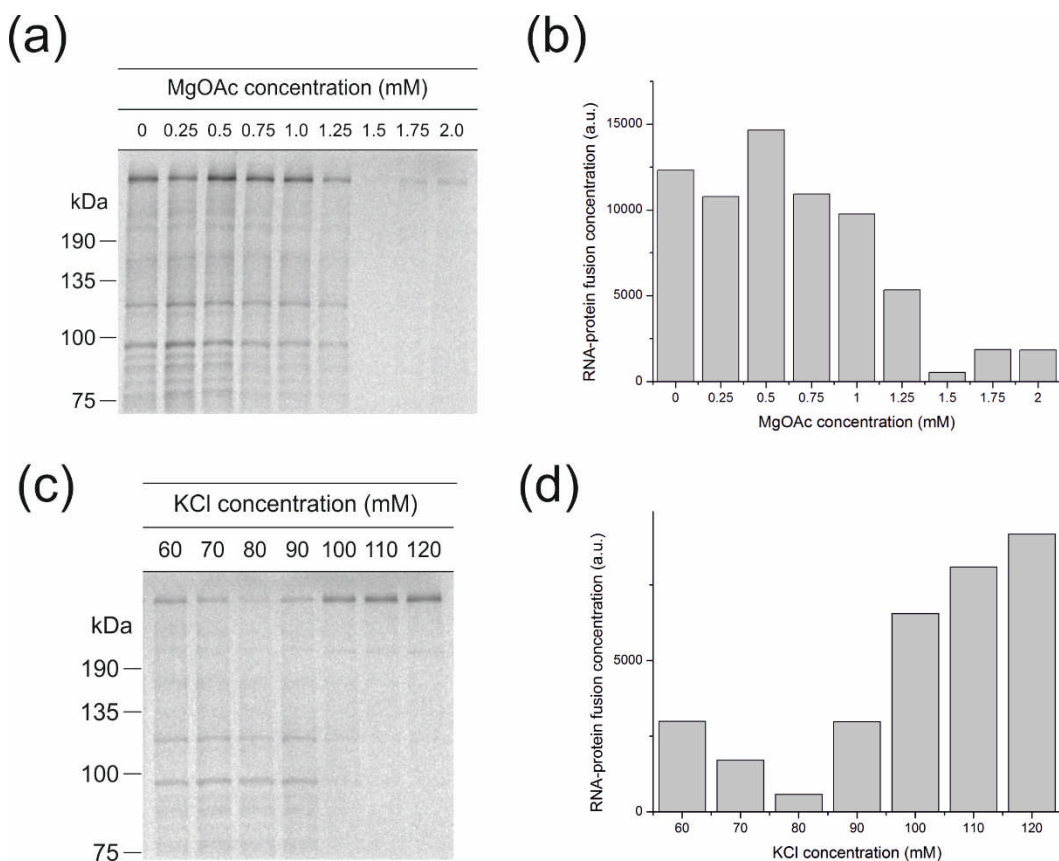 (a)
MgOAc concentration (mM)
0 0.25 0.5 0.75 1.0 1.25 1.5 1.75 2.0
kDa
190
135
100
75
(b)
RNA-protein fusion concentration (a.u.)
15000
10000
5000
0
0 0.25 0.5 0.75 1 1.25 1.5 1.75 2
MgOAc concentration (mM)
(c)
KCl concentration (mM)
60 70 80 90 100 110 120
kDa
190
135
100
75
(d)
RNA-protein fusion concentration (a.u.)
5000
0
60 70 80 90 100 110 120
KCl concentration (mM)